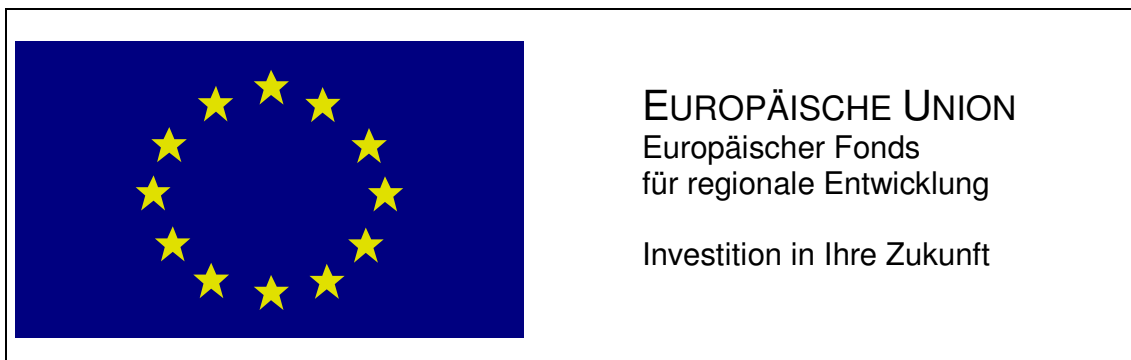 EUROPÄISCHE UNION
Europäischer Fonds
für regionale Entwicklung
Investition in Ihre Zukunft